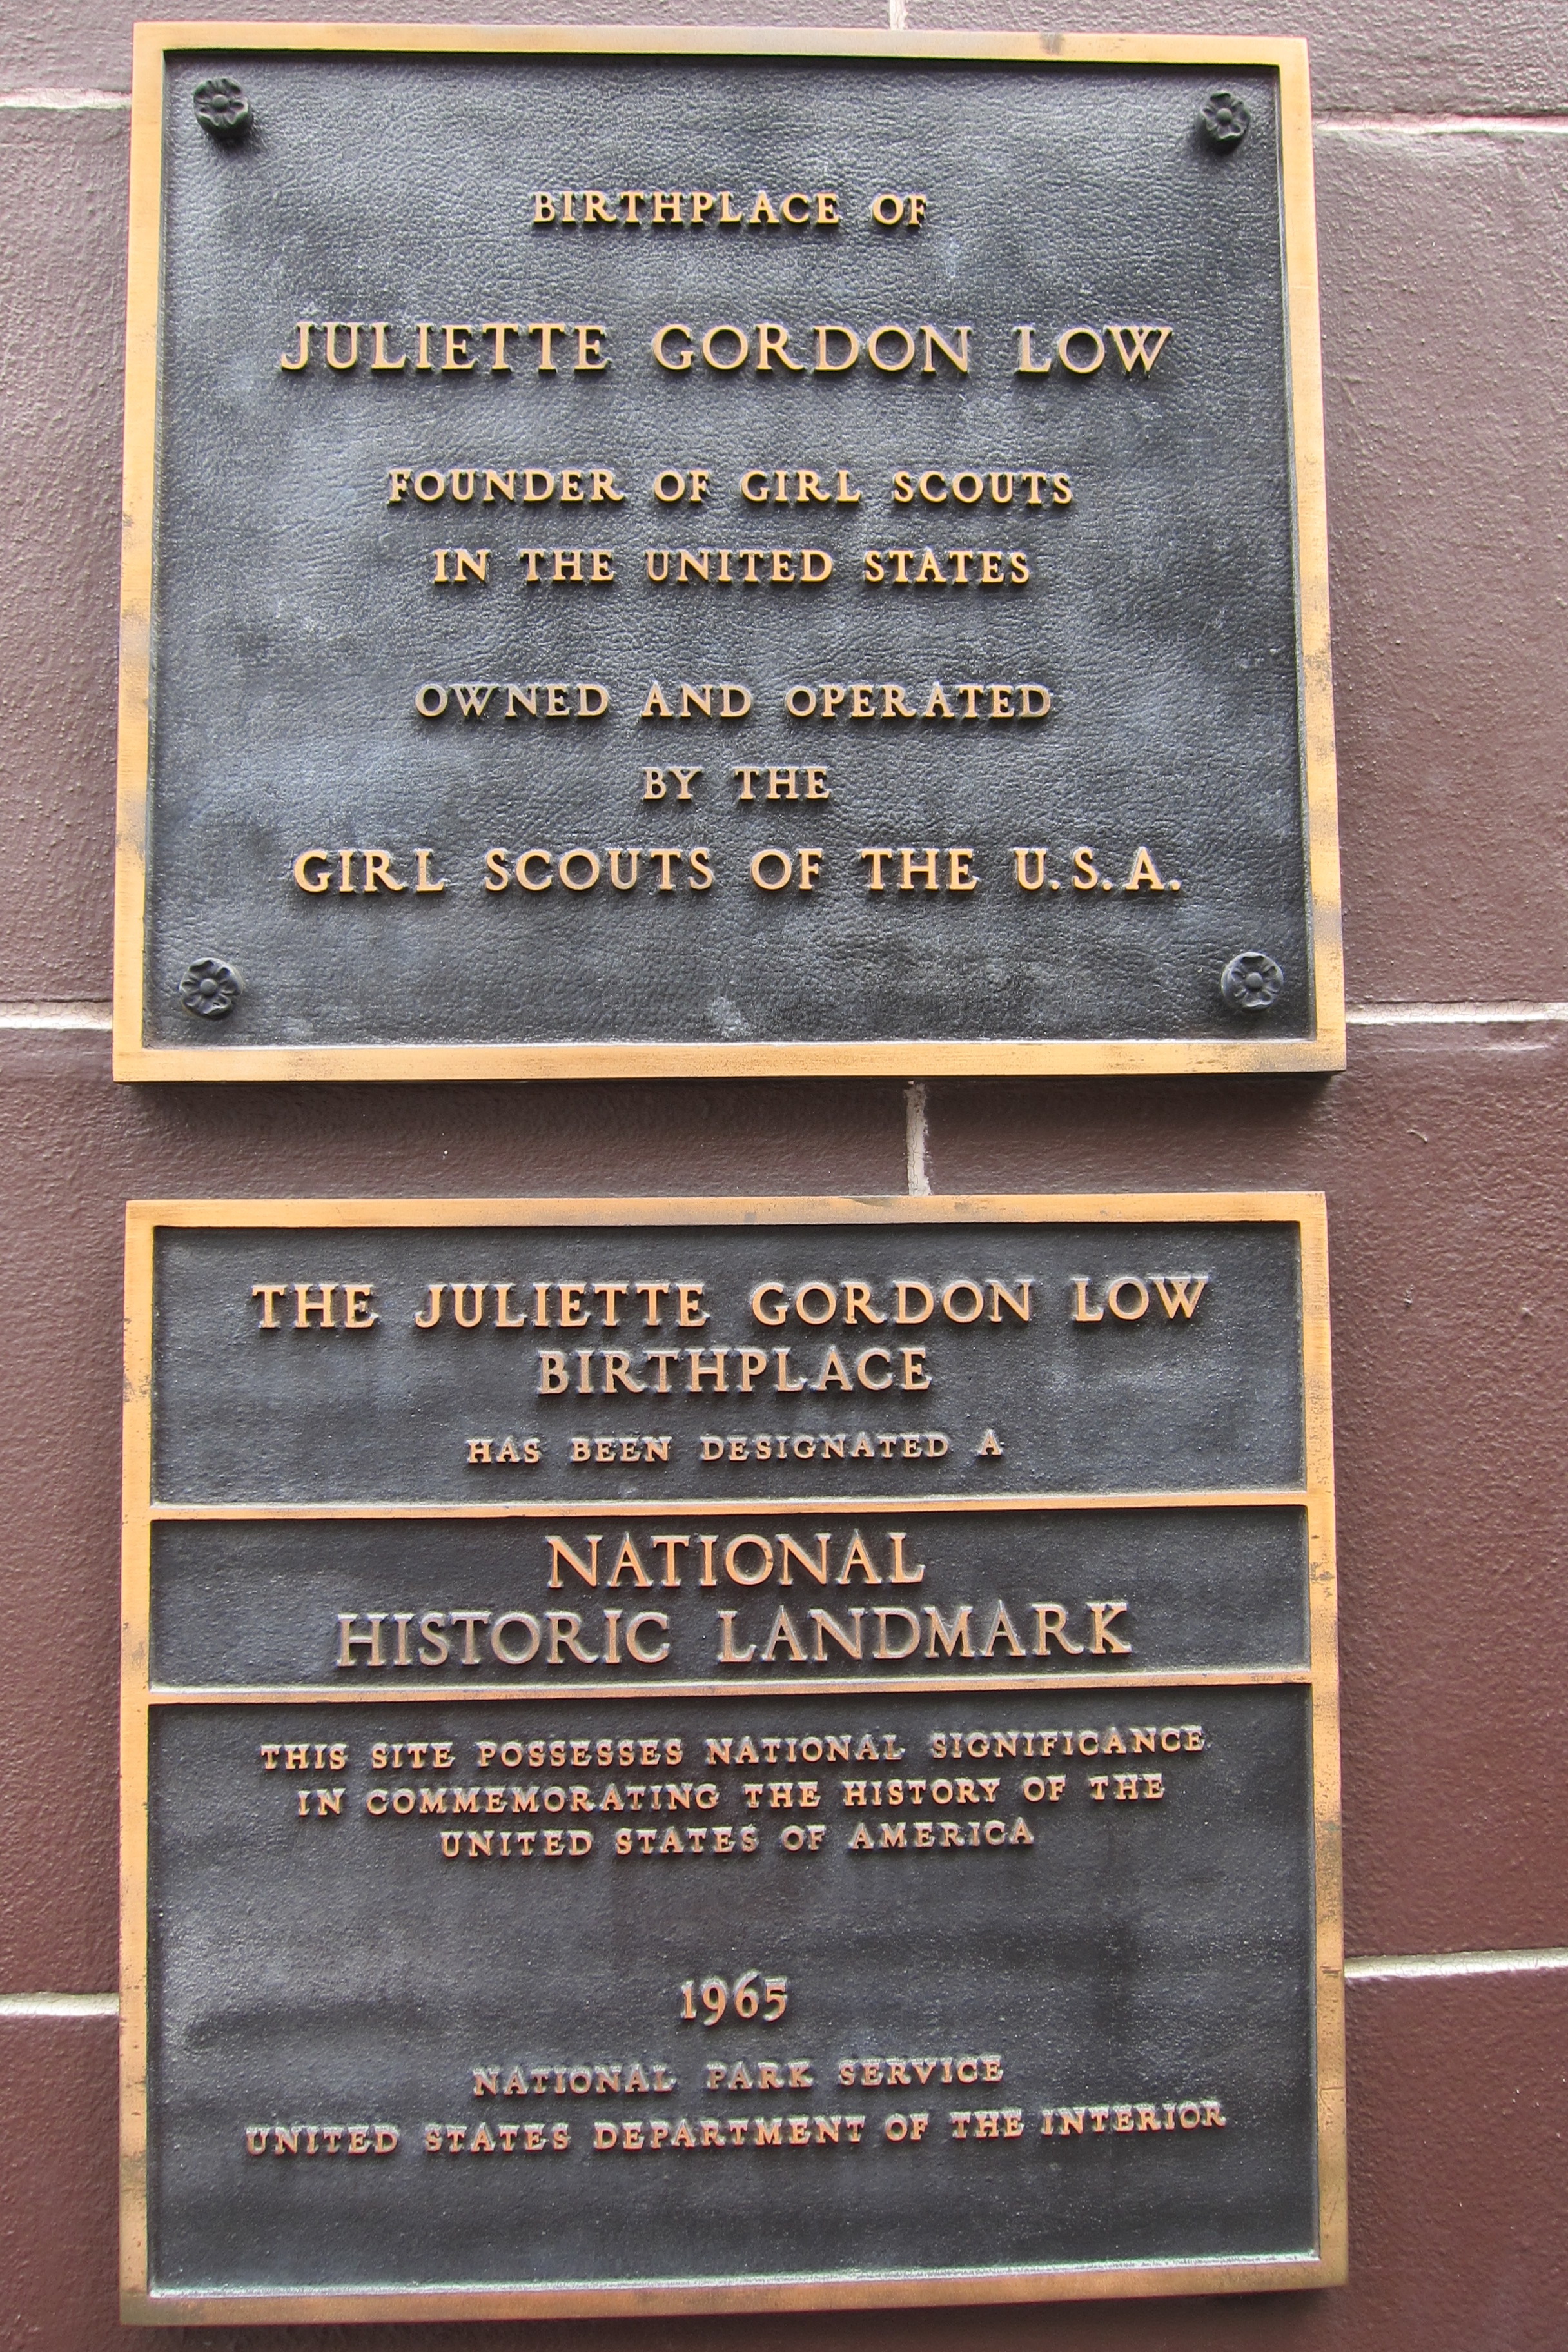 BIRTHPLACE OF
JULIETTE GORDON LOW
FOUNDER OF GIRL SCOUTS
IN THE UNITED STATES
OWNED AND OPERATED
BY THE
GIRL SCOUTS OF THE U.S.A.
THE JULIETTE GORDON LOW
BIRTHPLACE
HAS BEEN DESIGNATED A
NATIONAL
HISTORIC LANDMARK
THIS SITE POSSESSES NATIONAL SIGNIFICANCE
IN COMMEMORATING THE HISTORY OF THE
UNITED STATES OF AMERICA
1965
NATIONAL PARK SERVICE
UNITED STATES DEPARTMENT OF THE INTERIOR